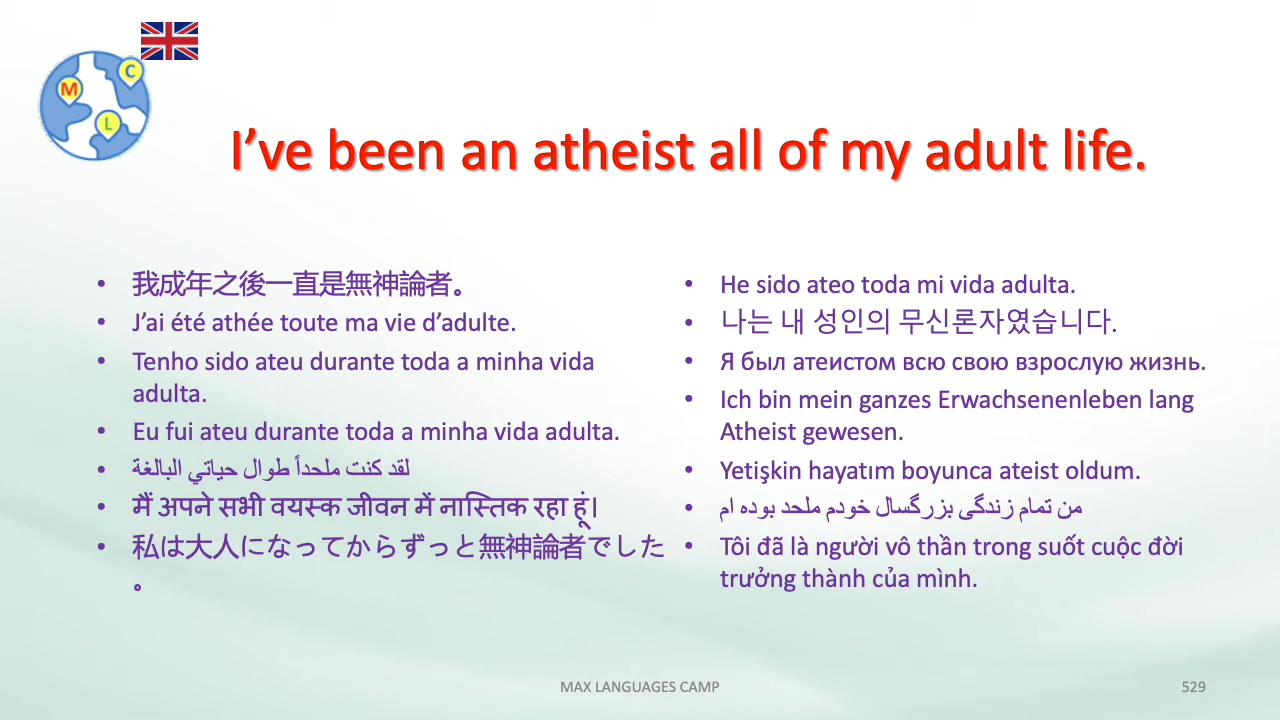 M
C
L
I’ve been an atheist all of my adult life.
• 我成年之後一直是無神論者。
• J’ai été athée toute ma vie d’adulte.
• Tenho sido ateu durante toda a minha vida
adulta.
• Eu fui ateu durante toda a minha vida adulta.
• لقد كنت ملحداً طوال حياتي البالغة
• मैं अपने सभी वयस्क जीवन में नास्तिक रहा हूं।
• 私は大人になってからずっと無神論者でした
。
• He sido ateo toda mi vida adulta.
• 나는 내 성인의 무신론자였습니다.
• Я был атеистом всю свою взрослую жизнь.
• Ich bin mein ganzes Erwachsenenleben lang
Atheist gewesen.
• Yetişkin hayatım boyunca ateist oldum.
• من تمام زندگی بزرگسال خودم ملحد بوده ام
• Tôi đã là người vô thần trong suốt cuộc đời
trưởng thành của mình.
MAX LANGUAGES CAMP
529